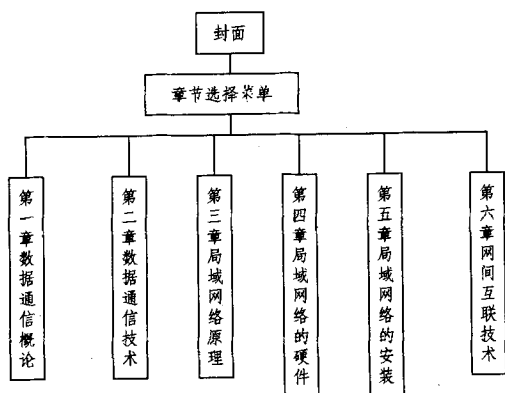 封面
章节选择菜单
第一章数据通信概论
第二章数据通信技术
第三章局域网络原理
第四章局域网络的硬件
第五章局域网络的安装
第六章网间互联技术